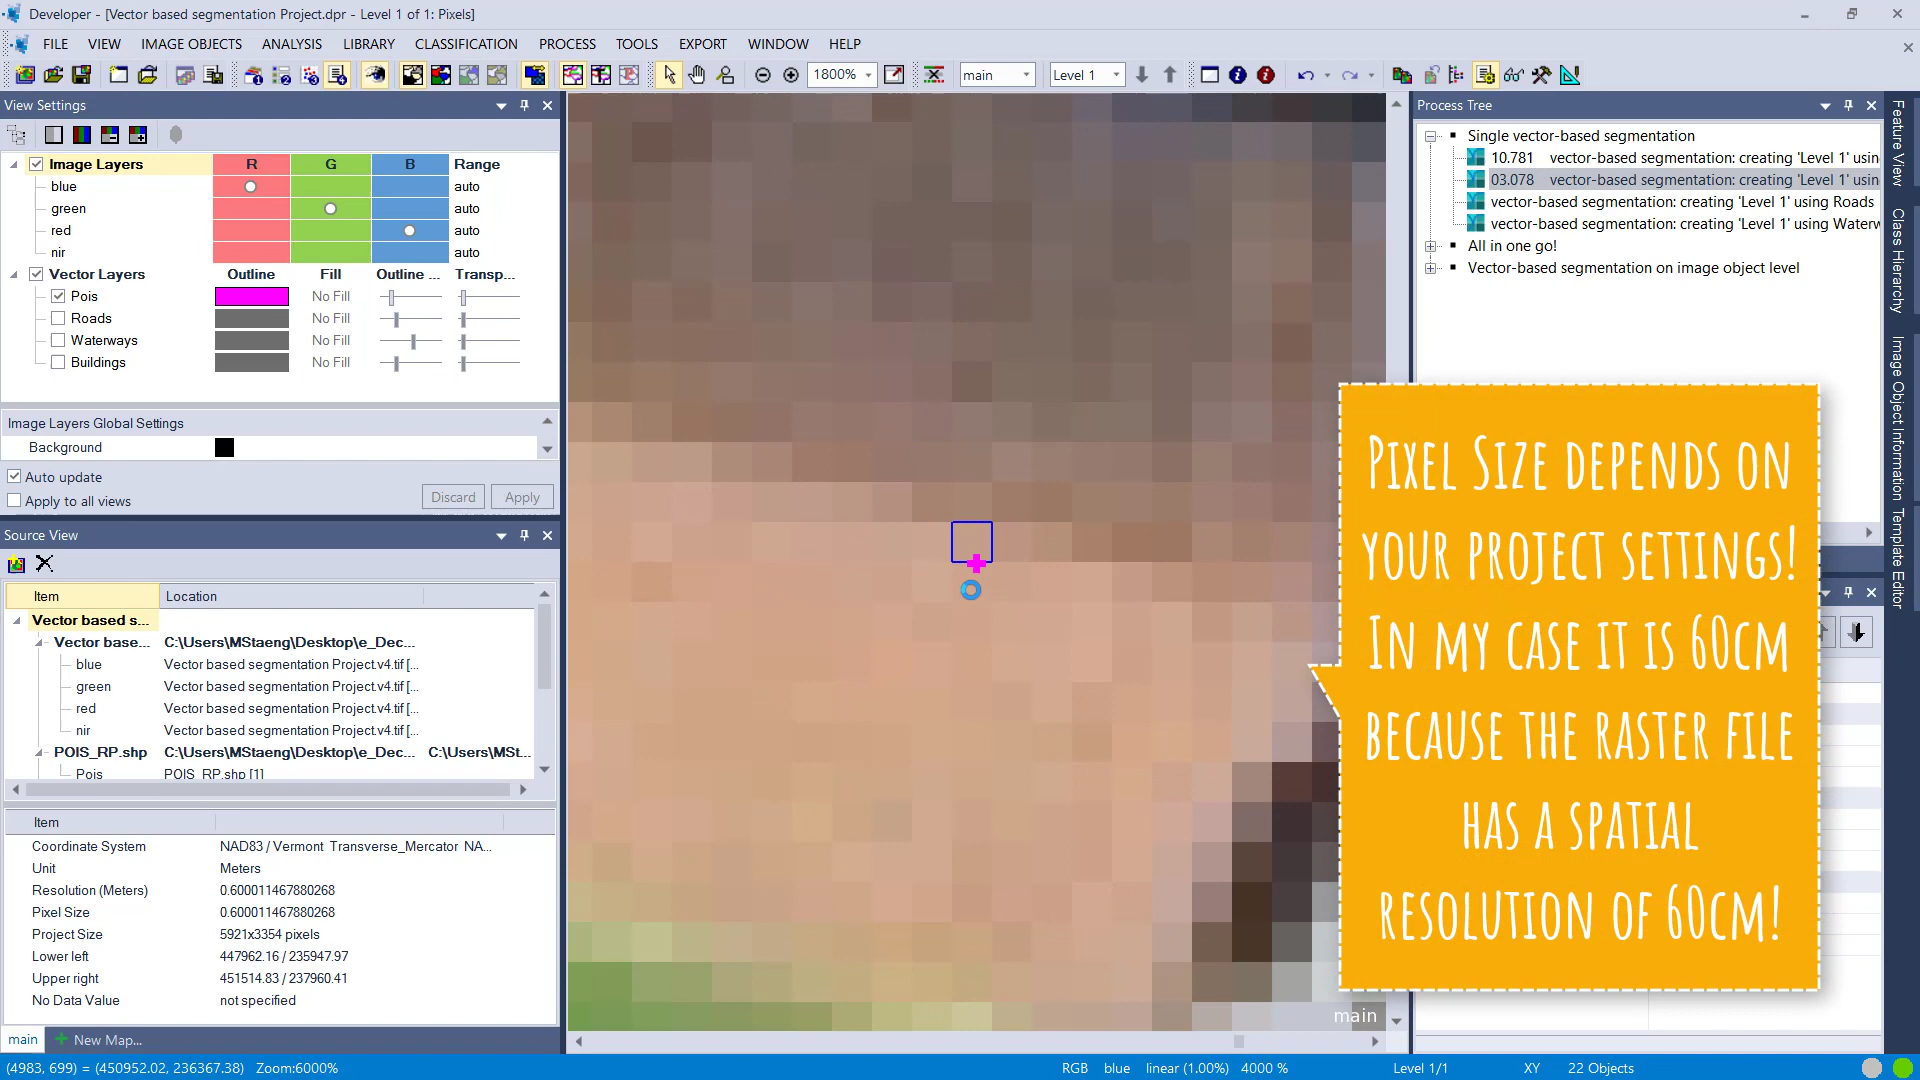 Developer - [Vector based segmentation Project.dpr - Level 1 of 1: Pixels]
FILE VIEW IMAGE OBJECTS ANALYSIS LIBRARY CLASSIFICATION PROCESS TOOLS EXPORT WINDOW HELP
1800% main Level 1
View Settings
Image Layers R G B Range
blue auto
green auto
red auto
nir auto
Vector Layers Outline Fill Outline ... Transp...
Pois No Fill
Roads No Fill
Waterways No Fill
Buildings No Fill
Image Layers Global Settings
Background
Auto update
Apply to all views Discard Apply
Source View
Item Location
Vector based s...
Vector base... C:\Users\MStaeng\Desktop\e_Dec...
blue Vector based segmentation Project.v4.tif [...
green Vector based segmentation Project.v4.tif [...
red Vector based segmentation Project.v4.tif [...
nir Vector based segmentation Project.v4.tif [...
POIS_RP.shp C:\Users\MStaeng\Desktop\e_Dec... C:\Users\MSt...
Pois POIS_RP.shp [1]
Item
Coordinate System NAD83 / Vermont Transverse_Mercator NA...
Unit Meters
Resolution (Meters) 0.600011467880268
Pixel Size 0.600011467880268
Project Size 5921x3354 pixels
Lower left 447962.16 / 235947.97
Upper right 451514.83 / 237960.41
No Data Value not specified
main New Map...
main
Process Tree
Single vector-based segmentation
10.781 vector-based segmentation: creating 'Level 1' usin
03.078 vector-based segmentation: creating 'Level 1' usin
vector-based segmentation: creating 'Level 1' using Roads
vector-based segmentation: creating 'Level 1' using Waterw
All in one go!
Vector-based segmentation on image object level
Pixel Size depends on
your project settings!
In my case it is 60cm
because the raster file
has a spatial
resolution of 60cm!
Feature View
Class Hierarchy
Image Object Information
Template Editor
(4983, 699) = (450952.02, 236367.38) Zoom:6000% RGB blue linear (1.00%) 4000 % Level 1/1 XY 22 Objects